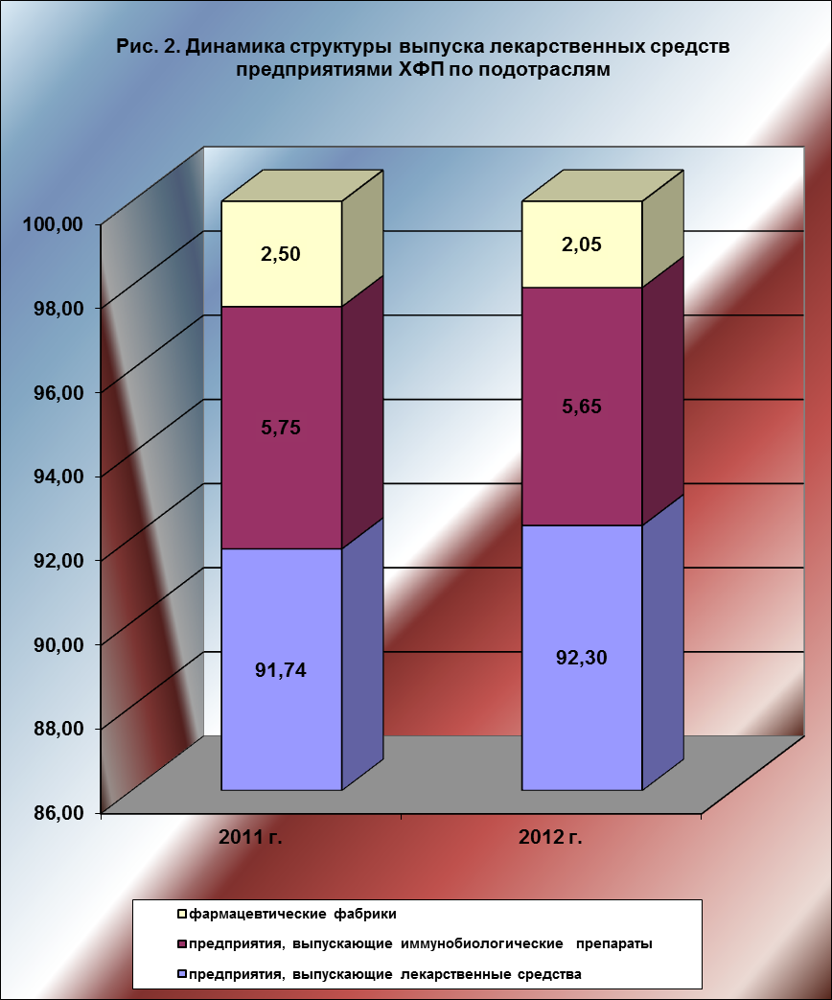 Рис. 2. Динамика структуры выпуска лекарственных средств
предприятиями ХФП по подотраслям
100,00
98,00
96,00
94,00
92,00
90,00
88,00
86,00
2,50
2,05
5,75
5,65
91,74
92,30
2011 г.
2012 г.
фармацевтические фабрики
предприятия, выпускающие иммунобиологические препараты
предприятия, выпускающие лекарственные средства